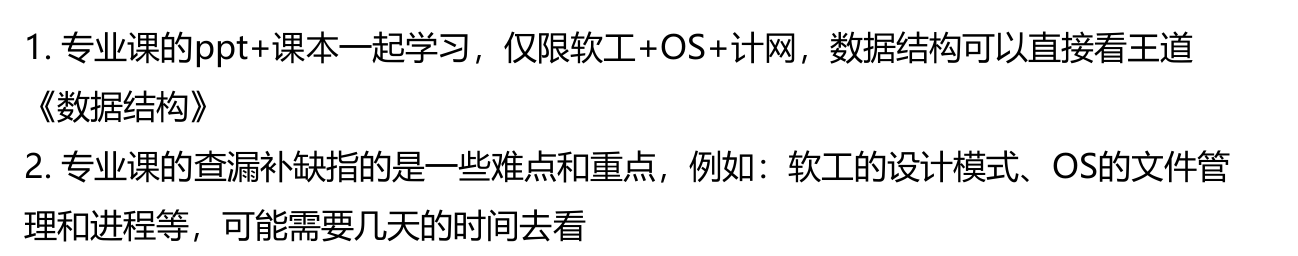 1. 专业课的ppt+课本一起学习，仅限软工+OS+计网，数据结构可以直接看王道
《数据结构》
2. 专业课的查漏补缺指的是一些难点和重点，例如：软工的设计模式、OS的文件管
理和进程等，可能需要几天的时间去看